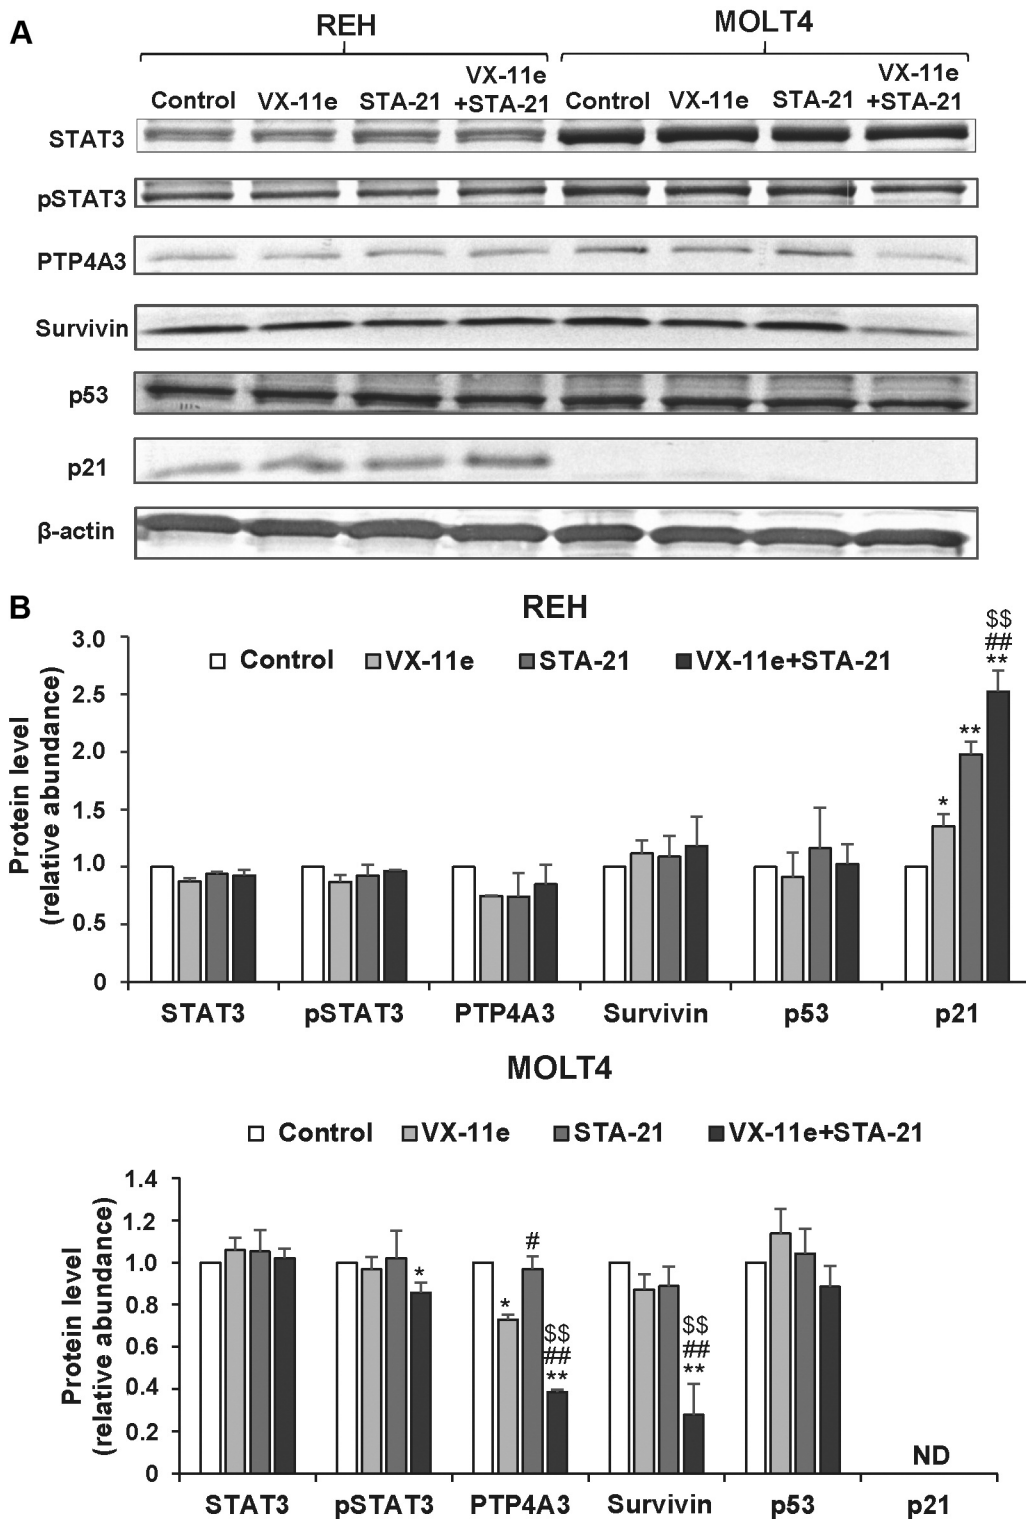 A
REH
MOLT4
Control VX-11e STA-21 VX-11e +STA-21 Control VX-11e STA-21 VX-11e +STA-21
STAT3
pSTAT3
PTP4A3
Survivin
p53
p21
β-actin
B
REH
Control VX-11e STA-21 VX-11e+STA-21
Protein level
(relative abundance)
3.0
2.5
2.0
1.5
1.0
0.5
0
* ** $$ ## **
STAT3 pSTAT3 PTP4A3 Survivin p53 p21
MOLT4
Control VX-11e STA-21 VX-11e+STA-21
Protein level
(relative abundance)
1.4
1.2
1.0
0.8
0.6
0.4
0.2
0
* * # $$ ## ** $$ ## **
ND
STAT3 pSTAT3 PTP4A3 Survivin p53 p21